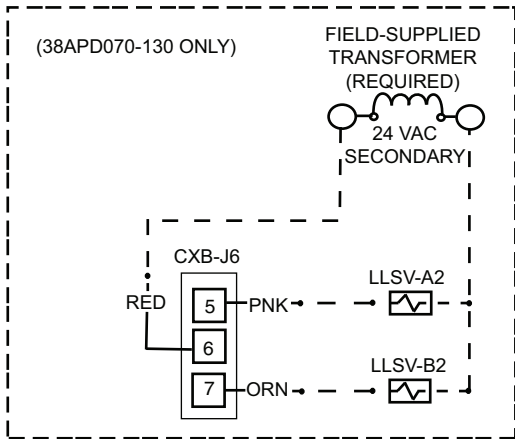 (38APD070-130 ONLY)
FIELD-SUPPLIED
TRANSFORMER
(REQUIRED)
24 VAC
SECONDARY
CXB-J6
RED
5
PNK
LLSV-A2
6
7
ORN
LLSV-B2